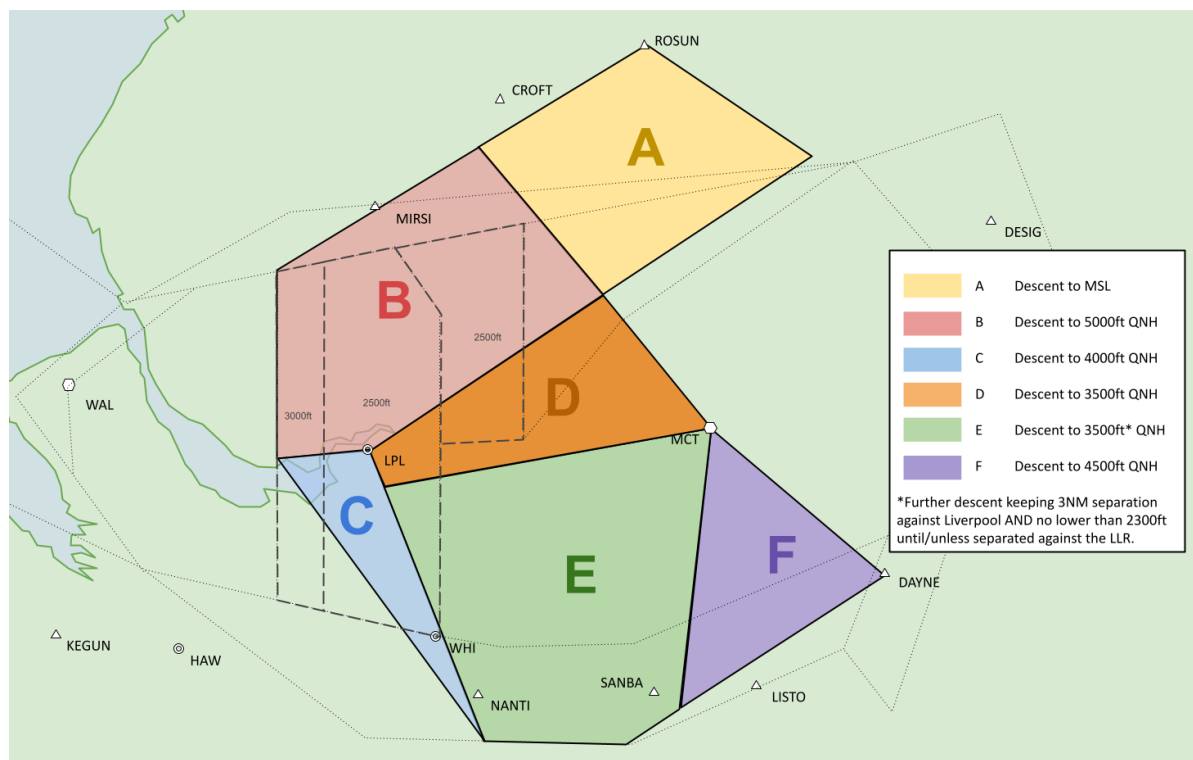 ROSUN
CROFT
A
MIRSI
DESIG
B
2500ft
3000ft
2500ft
D
WAL
LPL
MCT
C
E
F
DAYNE
KEGUN
HAW
WHI
SANBA
NANTI
LISTO
A Descent to MSL
B Descent to 5000ft QNH
C Descent to 4000ft QNH
D Descent to 3500ft QNH
E Descent to 3500ft* QNH
F Descent to 4500ft QNH
*Further descent keeping 3NM separation
against Liverpool AND no lower than 2300ft
until/unless separated against the LLR.